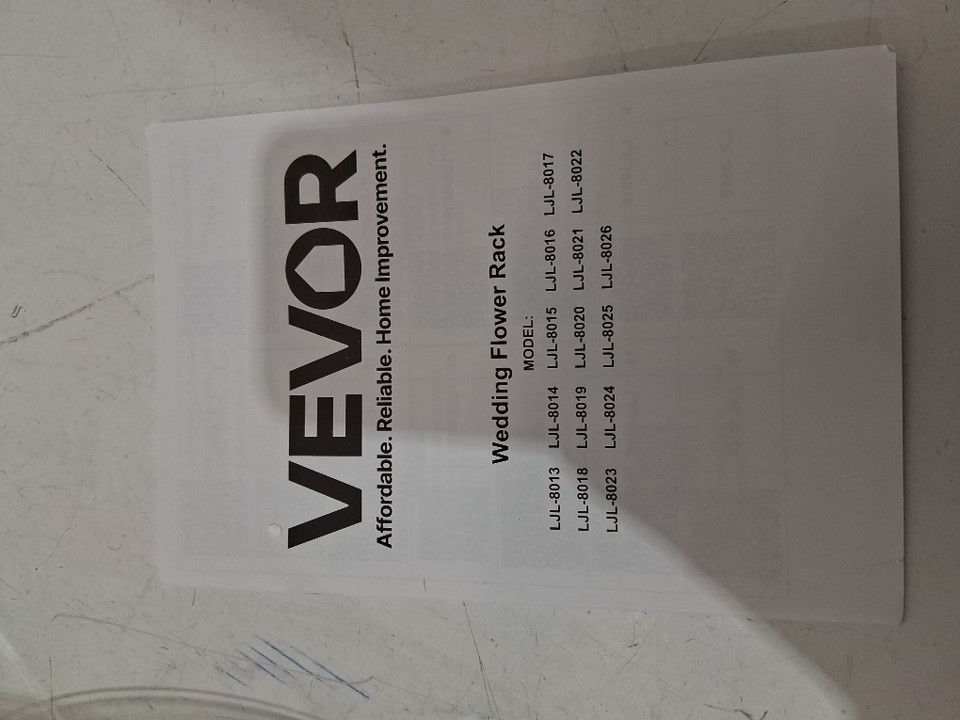 VEVOR
Affordable. Reliable. Home Improvement.
Wedding Flower Rack
MODEL:
LJL-8013 LJL-8014 LJL-8015 LJL-8016 LJL-8017
LJL-8018 LJL-8019 LJL-8020 LJL-8021 LJL-8022
LJL-8023 LJL-8024 LJL-8025 LJL-8026